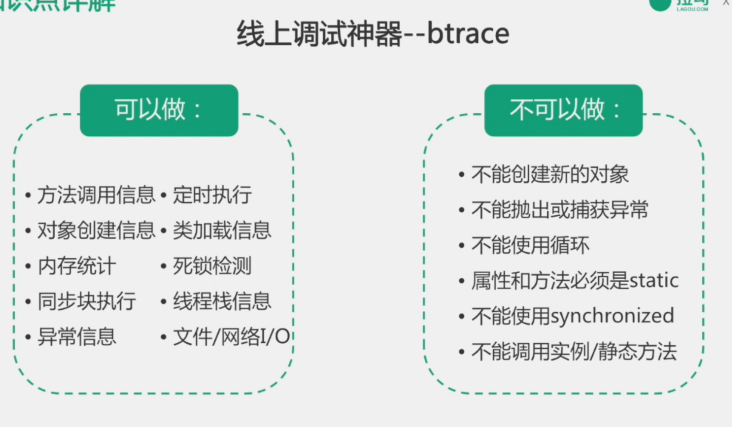 知识点详解
拉勾
LAGOU.COM
X
线上调试神器--btrace
可以做：
• 方法调用信息
• 对象创建信息
• 内存统计
• 同步块执行
• 异常信息
• 定时执行
• 类加载信息
• 死锁检测
• 线程栈信息
• 文件/网络I/O
不可以做：
• 不能创建新的对象
• 不能抛出或捕获异常
• 不能使用循环
• 属性和方法必须是static
• 不能使用synchronized
• 不能调用实例/静态方法